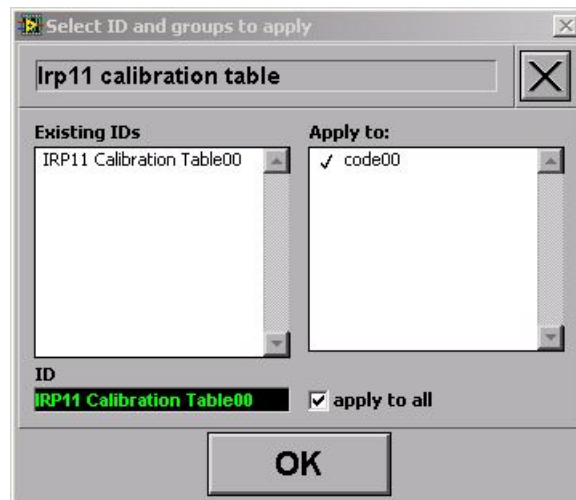 Select ID and groups to apply
Irp11 calibration table
Existing IDs
Apply to:
IRP11 Calibration Table00
✓ code00
ID
IRP11 Calibration Table00
apply to all
OK